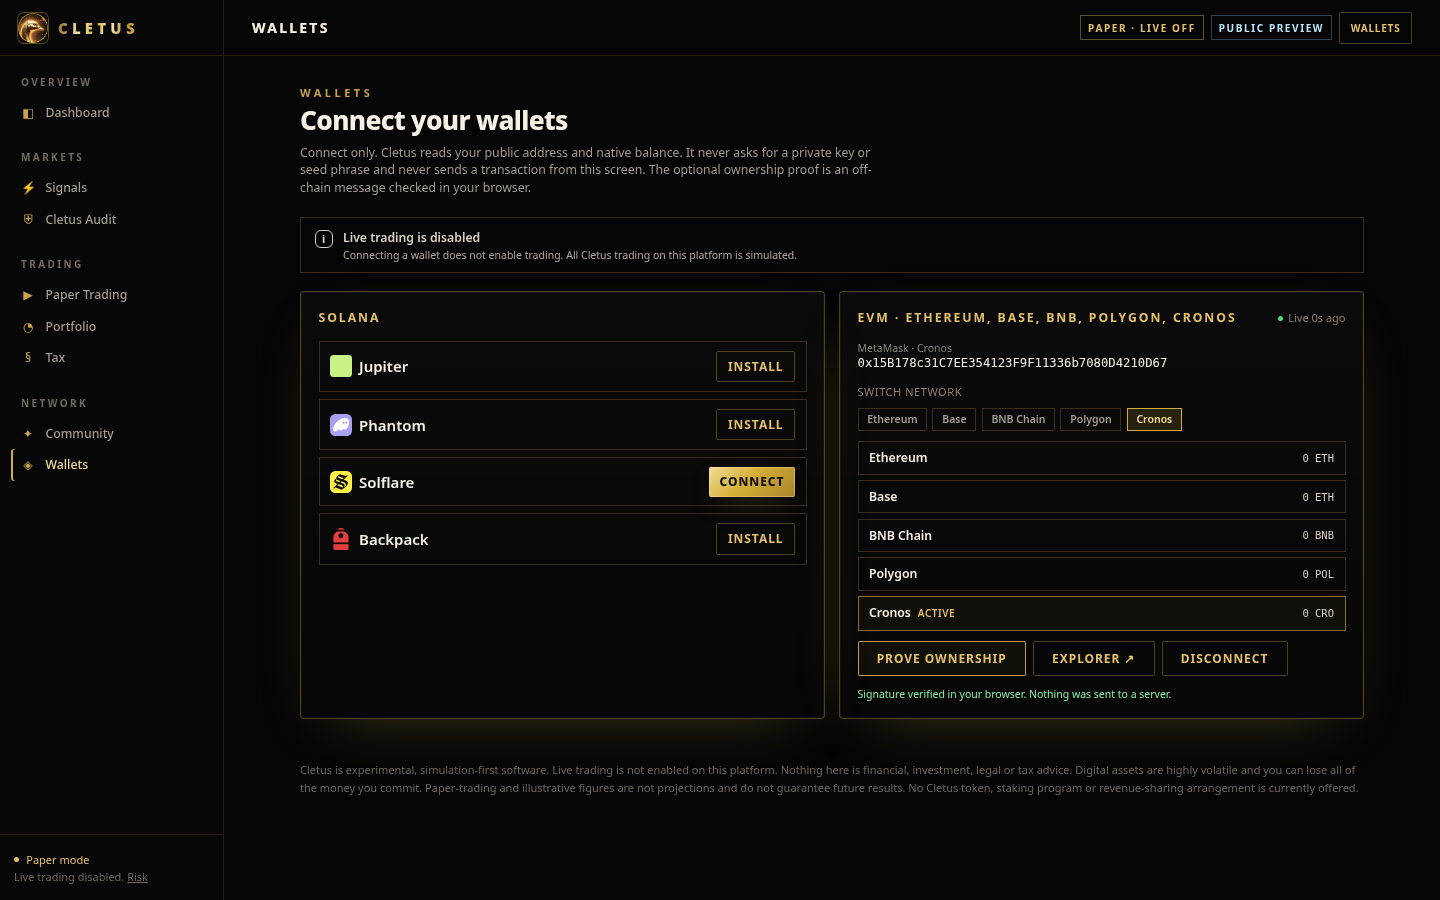 CLETUS
WALLETS
PAPER · LIVE OFF
PUBLIC PREVIEW
WALLETS
OVERVIEW
Dashboard
MARKETS
Signals
Cletus Audit
TRADING
Paper Trading
Portfolio
§ Tax
NETWORK
Community
Wallets
Paper mode
Live trading disabled. Risk
WALLETS
Connect your wallets
Connect only. Cletus reads your public address and native balance. It never asks for a private key or
seed phrase and never sends a transaction from this screen. The optional ownership proof is an off-
chain message checked in your browser.
i Live trading is disabled
Connecting a wallet does not enable trading. All Cletus trading on this platform is simulated.
SOLANA
Jupiter INSTALL
Phantom INSTALL
Solflare CONNECT
Backpack INSTALL
EVM · ETHEREUM, BASE, BNB, POLYGON, CRONOS
Live 0s ago
MetaMask · Cronos
0x15B178c31C7EE354123F9F11336b7080D4210D67
SWITCH NETWORK
Ethereum Base BNB Chain Polygon Cronos
Ethereum 0 ETH
Base 0 ETH
BNB Chain 0 BNB
Polygon 0 POL
Cronos ACTIVE 0 CRO
PROVE OWNERSHIP EXPLORER ↗ DISCONNECT
Signature verified in your browser. Nothing was sent to a server.
Cletus is experimental, simulation-first software. Live trading is not enabled on this platform. Nothing here is financial, investment, legal or tax advice. Digital assets are highly volatile and you can lose all of
the money you commit. Paper-trading and illustrative figures are not projections and do not guarantee future results. No Cletus token, staking program or revenue-sharing arrangement is currently offered.